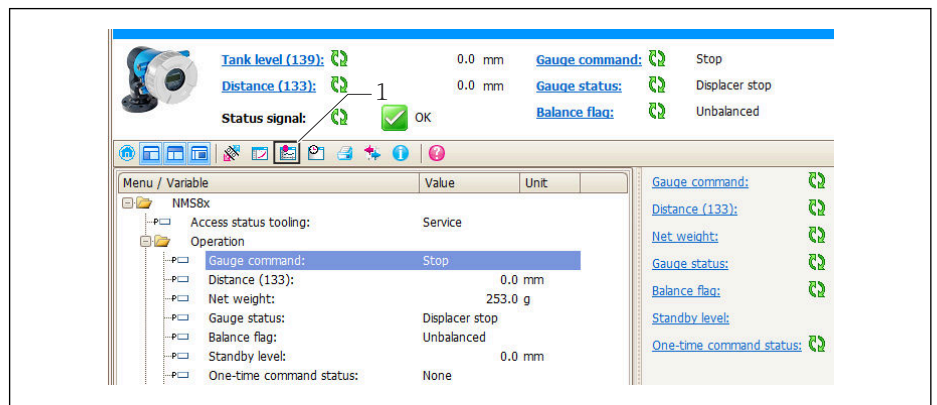 Tank level (139): 0.0 mm Gauge command: Stop
Distance (133): 0.0 mm Gauge status: Displacer stop
1
Status signal: OK Balance flag: Unbalanced
Menu / Variable Value Unit
NMS8x
Access status tooling: Service
Operation
Gauge command: Stop
Distance (133): 0.0 mm
Net weight: 253.0 g
Gauge status: Displacer stop
Balance flag: Unbalanced
Standby level: 0.0 mm
One-time command status: None
Gauge command:
Distance (133):
Net weight:
Gauge status:
Balance flag:
Standby level:
One-time command status: